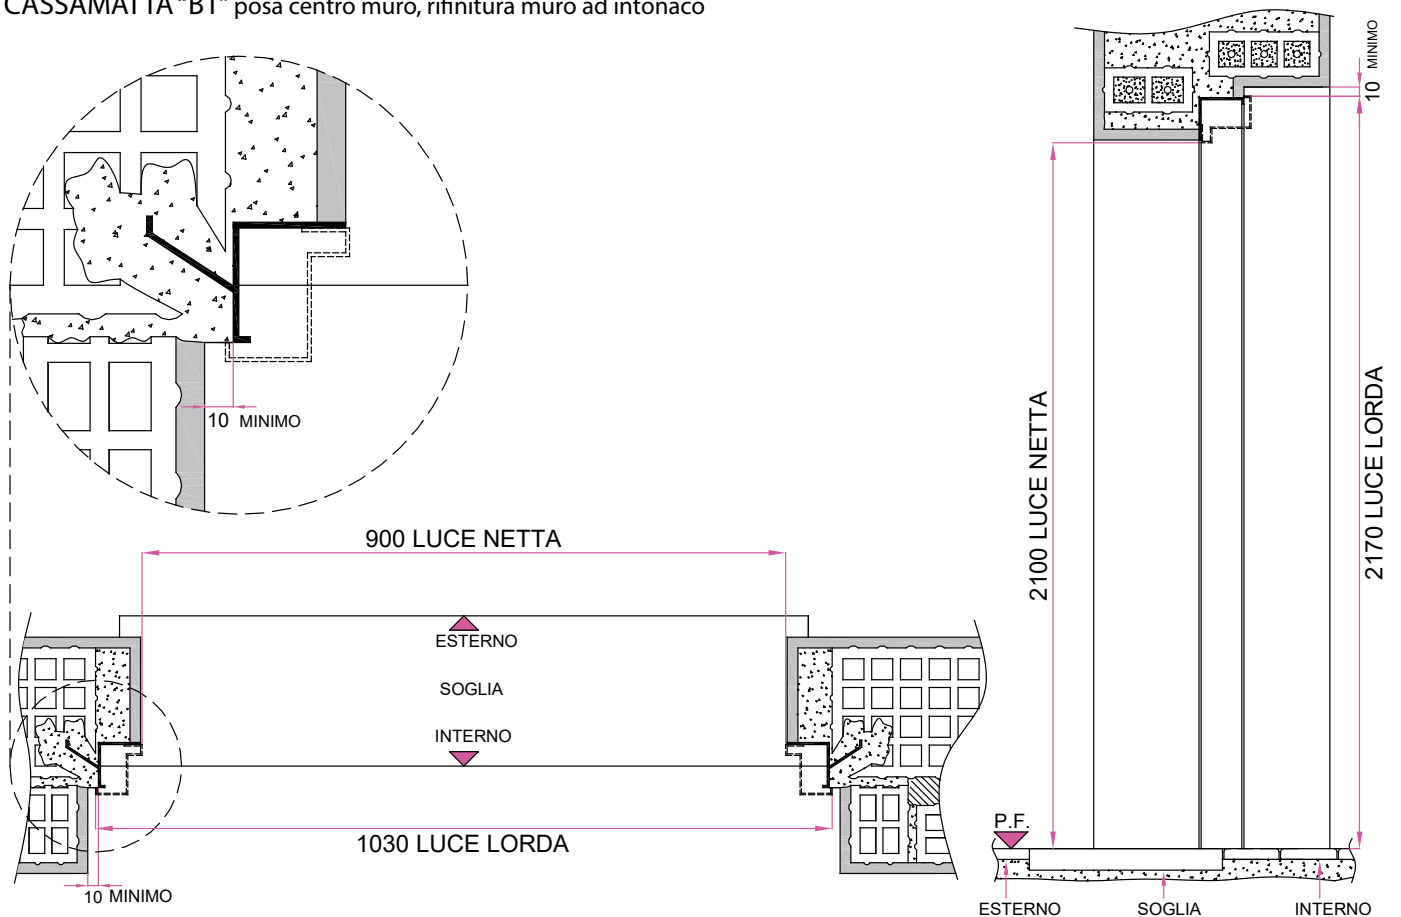 CASSAMATTA "B1" posa centro muro, rifinitura muro ad intonaco
10 MINIMO
10 MINIMO
2100 LUCE NETTA
2170 LUCE LORDA
900 LUCE NETTA
ESTERNO
SOGLIA
INTERNO
1030 LUCE LORDA
10 MINIMO
P.F.
ESTERNO
SOGLIA
INTERNO